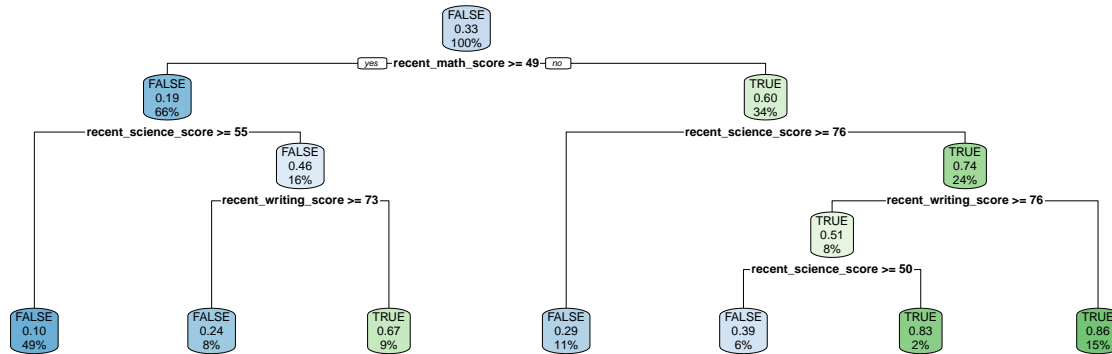 FALSE
0.33
100%
yes recent_math_score >= 49 no
FALSE
0.19
66%
TRUE
0.60
34%
recent_science_score >= 55
recent_science_score >= 76
FALSE
0.46
16%
TRUE
0.74
24%
recent_writing_score >= 73
recent_writing_score >= 76
TRUE
0.51
8%
recent_science_score >= 50
FALSE
0.10
49%
FALSE
0.24
8%
TRUE
0.67
9%
FALSE
0.29
11%
FALSE
0.39
6%
TRUE
0.83
2%
TRUE
0.86
15%